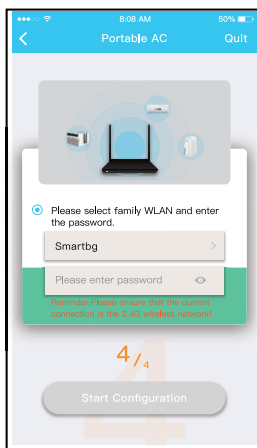 8:08 AM 50%
Portable AC Quit
Please select family WLAN and enter
the password.
Smartbg
Please enter password
Reminder:Please ensure that the current
connection is the 2.4G wireless network!
4/4
Start Configuration